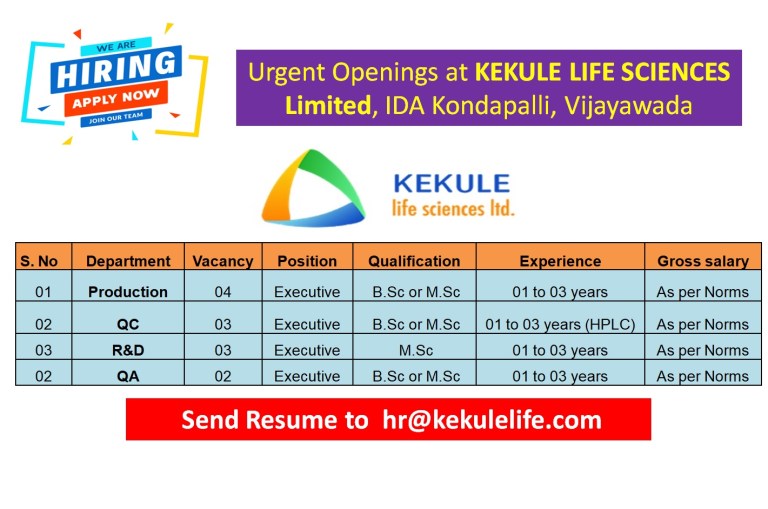 WE ARE
HIRING
APPLY NOW
JOIN OUR TEAM
Urgent Openings at KEKULE LIFE SCIENCES
Limited, IDA Kondapalli, Vijayawada
KEKULE
life sciences ltd.
S. No Department Vacancy Position Qualification Experience Gross salary
01 Production 04 Executive B.Sc or M.Sc 01 to 03 years As per Norms
02 QC 03 Executive B.Sc or M.Sc 01 to 03 years (HPLC) As per Norms
03 R&D 03 Executive M.Sc 01 to 03 years As per Norms
02 QA 02 Executive B.Sc or M.Sc 01 to 03 years As per Norms
Send Resume to hr@kekulelife.com